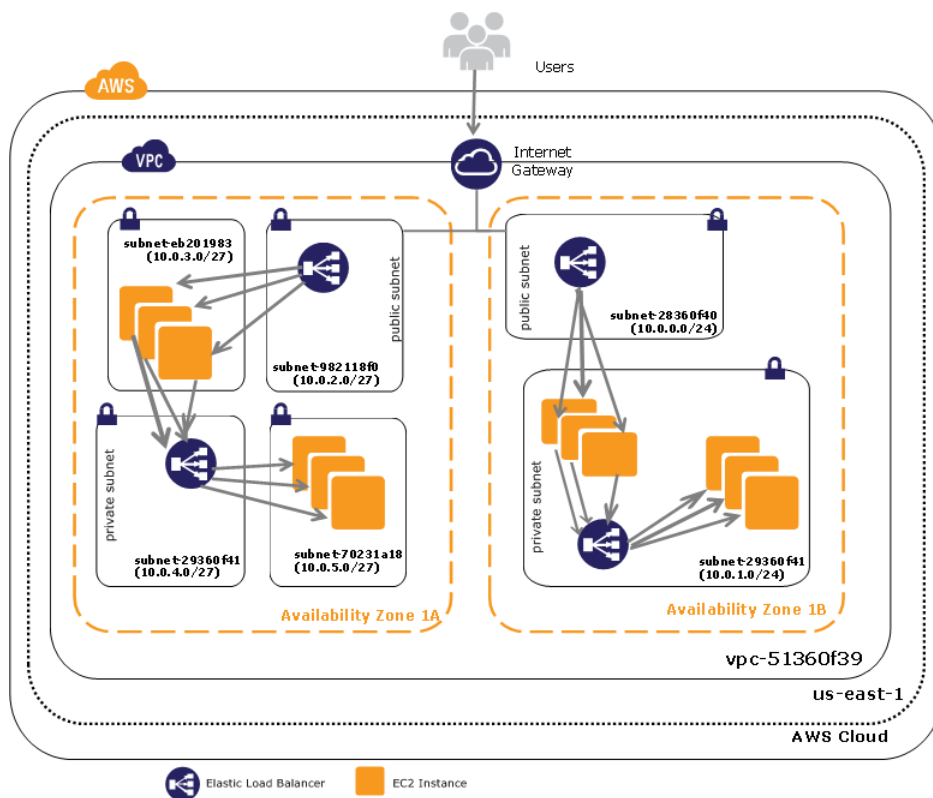 Users
AWS
VPC
Internet
Gateway
subnet-eb201983
(10.0.3.0/27)
public subnet
subnet-982118f0
(10.0.2.0/27)
public subnet
subnet-28360f40
(10.0.0.0/24)
private subnet
subnet-29360f41
(10.0.4.0/27)
subnet-70231a18
(10.0.5.0/27)
private subnet
subnet-29360f41
(10.0.1.0/24)
Availability Zone 1A
Availability Zone 1B
vpc-51360f39
us-east-1
AWS Cloud
Elastic Load Balancer
EC2 Instance